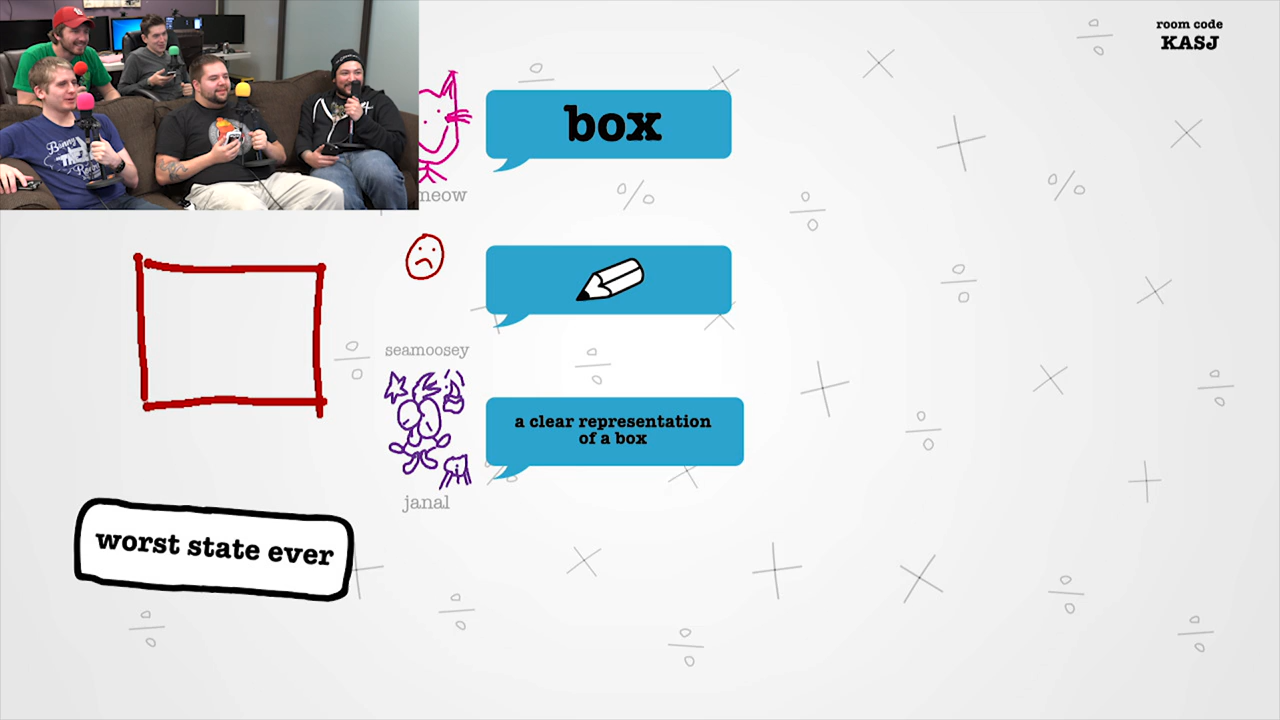 room code
KASJ
box
meow
seamoosey
a clear representation
of a box
janal
worst state ever